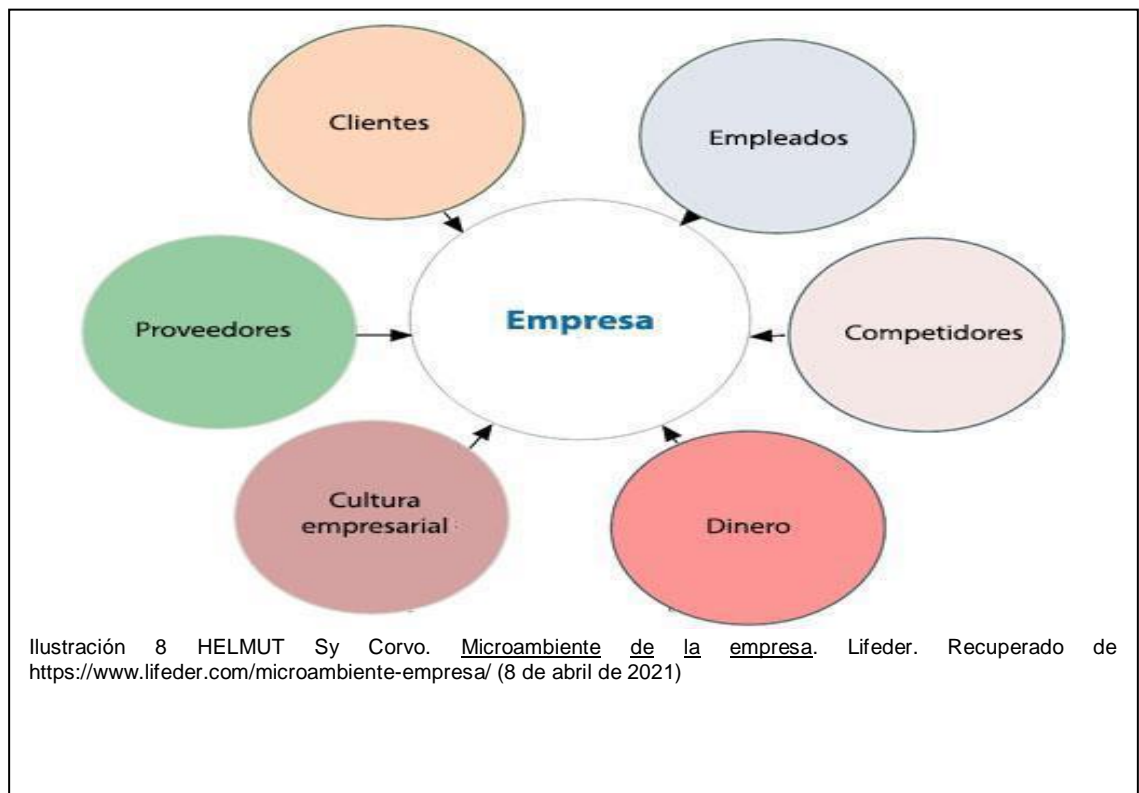 Clientes
Empleados
Proveedores
Empresa
Competidores
Cultura
empresarial
Dinero
Ilustración 8 HELMUT Sy Corvo. Microambiente de la empresa. Lifeder. Recuperado de
https://www.lifeder.com/microambiente-empresa/ (8 de abril de 2021)